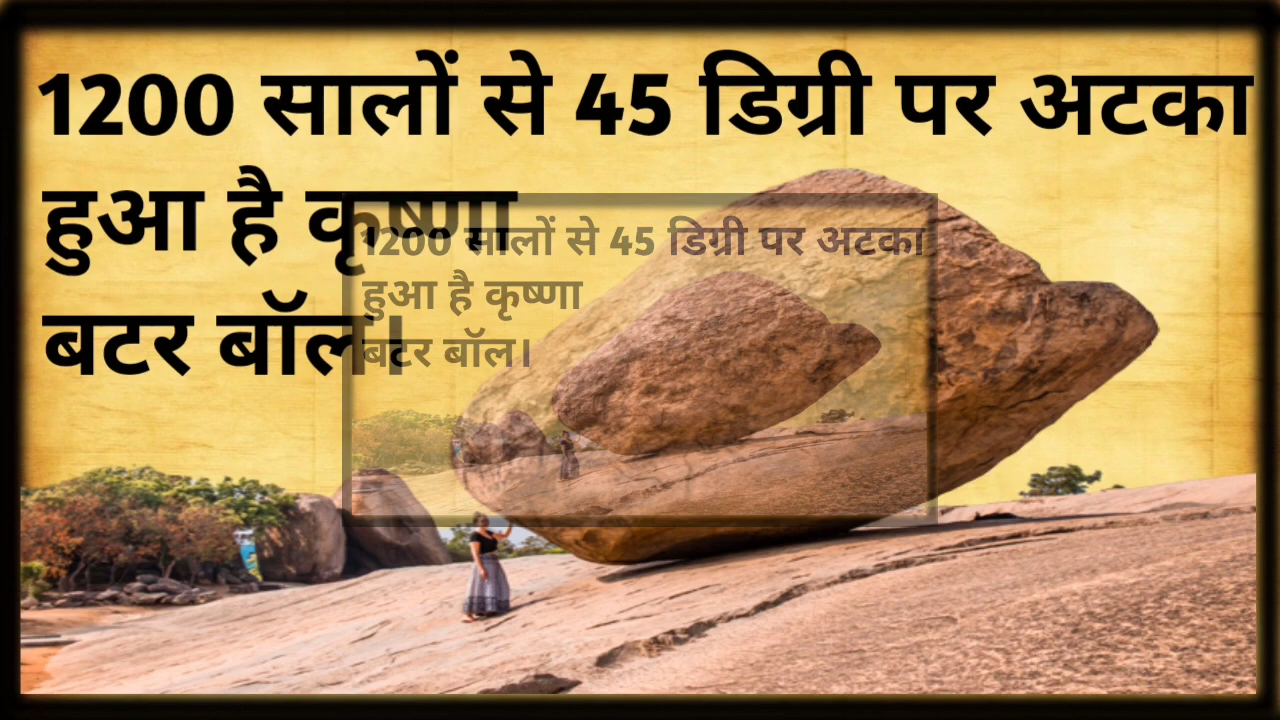 1200 सालों से 45 डिग्री पर अटका
हुआ है कृष्णा
बटर बॉल।
1200 सालों से 45 डिग्री पर अटका
हुआ है कृष्णा
बटर बॉल।